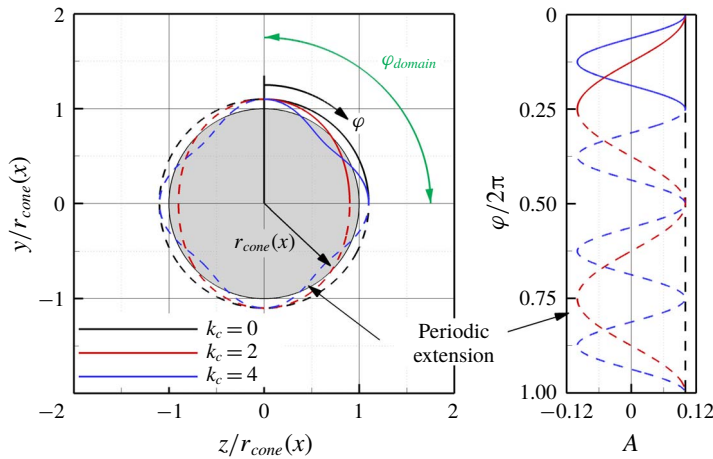 2
1
0
−1
−2
y/r_cone(x)
−2
−1
0
1
2
z/r_cone(x)
φ_domain
φ
r_cone(x)
k_c = 0
k_c = 2
k_c = 4
Periodic
extension
0
0.25
0.50
0.75
1.00
φ/2π
−0.12
0
0.12
A